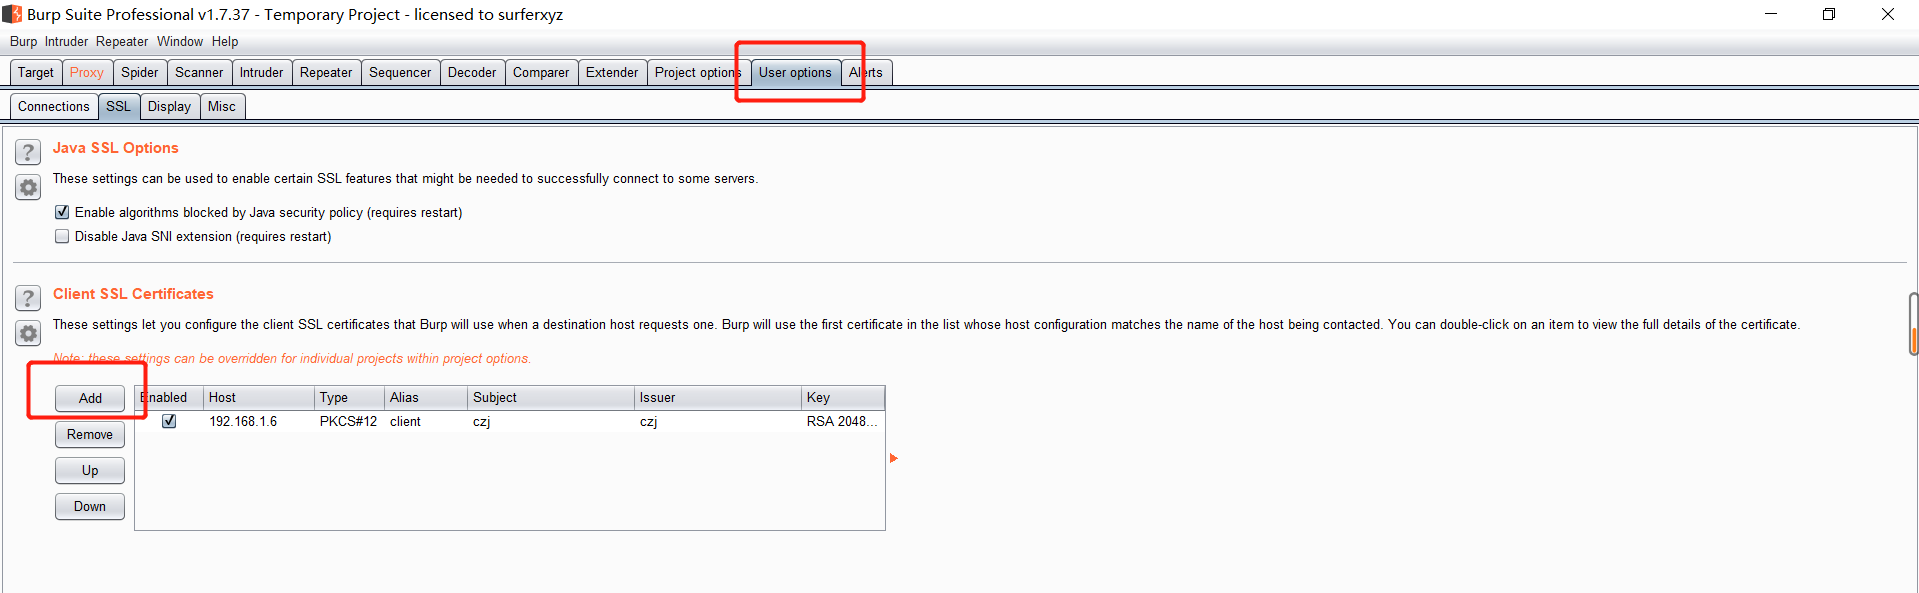 Burp Suite Professional v1.7.37 - Temporary Project - licensed to surferxyz
Burp Intruder Repeater Window Help
Target Proxy Spider Scanner Intruder Repeater Sequencer Decoder Comparer Extender Project options User options Alerts
Connections SSL Display Misc
? Java SSL Options
These settings can be used to enable certain SSL features that might be needed to successfully connect to some servers.
Enable algorithms blocked by Java security policy (requires restart)
Disable Java SNI extension (requires restart)
? Client SSL Certificates
These settings let you configure the client SSL certificates that Burp will use when a destination host requests one. Burp will use the first certificate in the list whose host configuration matches the name of the host being contacted. You can double-click on an item to view the full details of the certificate.
Note: these settings can be overridden for individual projects within project options.
Add Enabled Host Type Alias Subject Issuer Key
192.168.1.6 PKCS#12 client czj czj RSA 2048...
Remove
Up
Down